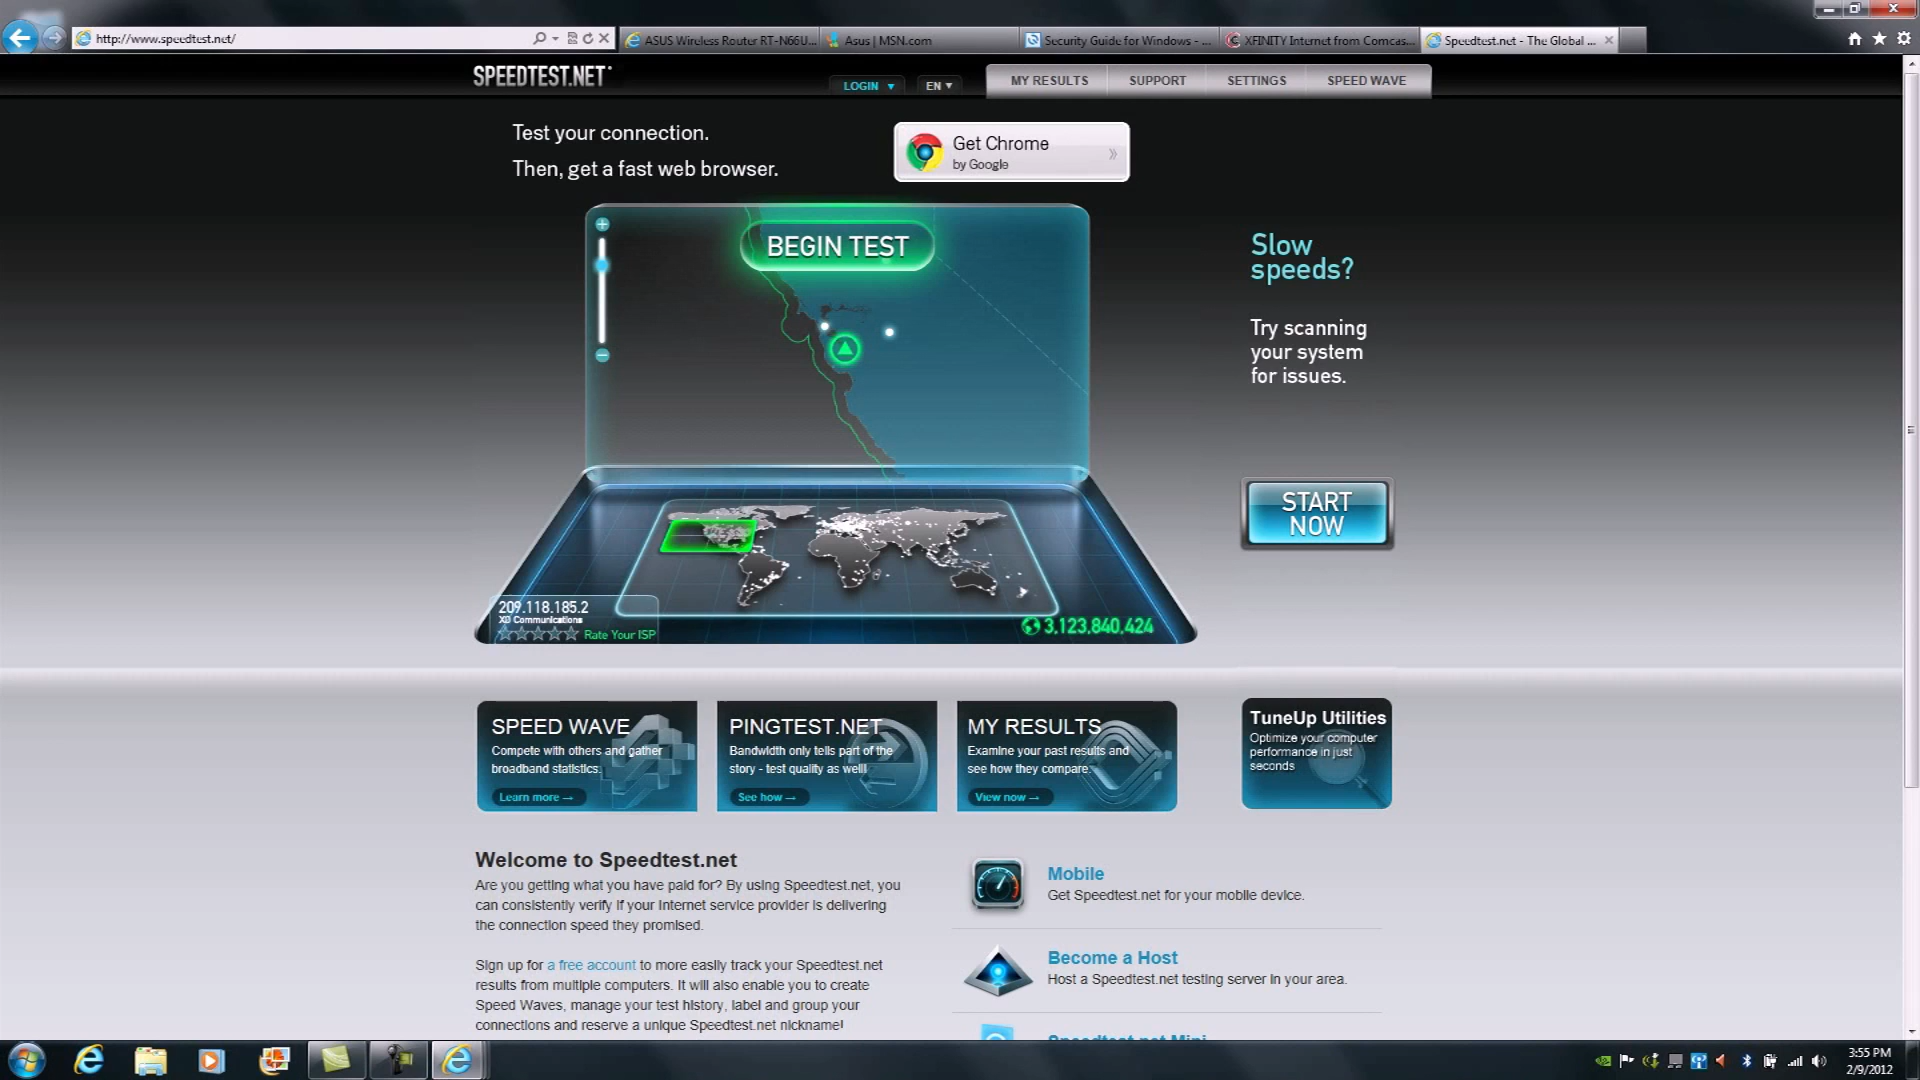 http://www.speedtest.net/
ASUS Wireless Router RT-N66U...
Asus | MSN.com
Security Guide for Windows - ...
XFINITY Internet from Comcas...
Speedtest.net - The Global ...
SPEEDTEST.NET
LOGIN
EN
MY RESULTS
SUPPORT
SETTINGS
SPEED WAVE
Test your connection.
Then, get a fast web browser.
Get Chrome
by Google
BEGIN TEST
Slow
speeds?
Try scanning
your system
for issues.
START
NOW
209.118.185.2
XO Communications
Rate Your ISP
3,123,840,424
SPEED WAVE
Compete with others and gather
broadband statistics.
Learn more →
PINGTEST.NET
Bandwidth only tells part of the
story - test quality as well!
See how →
MY RESULTS
Examine your past results and
see how they compare.
View now →
TuneUp Utilities
Optimize your computer
performance in just
seconds
Welcome to Speedtest.net
Are you getting what you have paid for? By using Speedtest.net, you
can consistently verify if your Internet service provider is delivering
the connection speed they promised.
Sign up for a free account to more easily track your Speedtest.net
results from multiple computers. It will also enable you to create
Speed Waves, manage your test history, label and group your
connections and reserve a unique Speedtest.net nickname!
Mobile
Get Speedtest.net for your mobile device.
Become a Host
Host a Speedtest.net testing server in your area.
Speedtest.net Mini
3:55 PM
2/9/2012